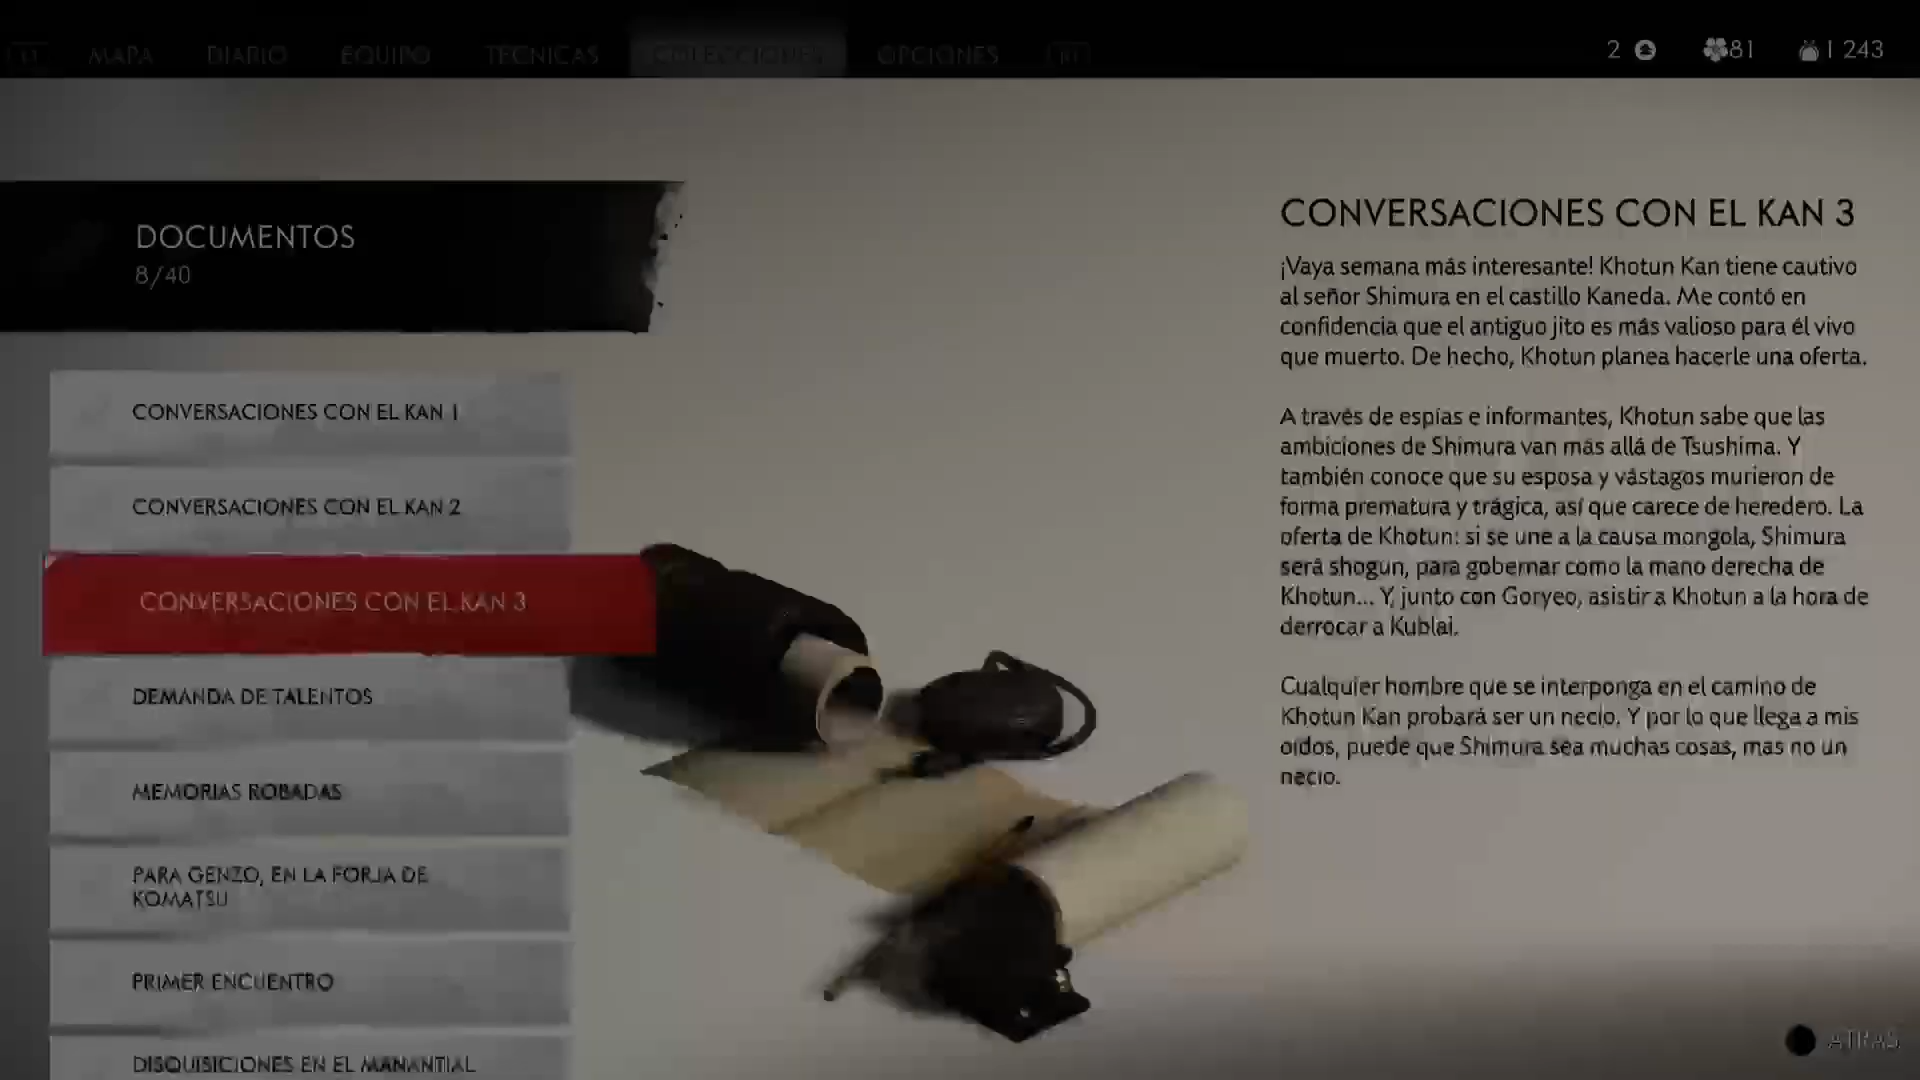 L1 MAPA DIARIO EQUIPO TÉCNICAS COLECCIONES OPCIONES R1
2 81 1 243
DOCUMENTOS
8/40
CONVERSACIONES CON EL KAN 1
CONVERSACIONES CON EL KAN 2
CONVERSACIONES CON EL KAN 3
DEMANDA DE TALENTOS
MEMORIAS ROBADAS
PARA GENZO, EN LA FORJA DE
KOMATSU
PRIMER ENCUENTRO
DISQUISICIONES EN EL MANANTIAL
CONVERSACIONES CON EL KAN 3
¡Vaya semana más interesante! Khotun Kan tiene cautivo
al señor Shimura en el castillo Kaneda. Me contó en
confidencia que el antiguo jito es más valioso para él vivo
que muerto. De hecho, Khotun planea hacerle una oferta.
A través de espías e informantes, Khotun sabe que las
ambiciones de Shimura van más allá de Tsushima. Y
también conoce que su esposa y vástagos murieron de
forma prematura y trágica, así que carece de heredero. La
oferta de Khotun: si se une a la causa mongola, Shimura
será shogun, para gobernar como la mano derecha de
Khotun... Y, junto con Goryeo, asistir a Khotun a la hora de
derrocar a Kublai.
Cualquier hombre que se interponga en el camino de
Khotun Kan probará ser un necio. Y por lo que llega a mis
oídos, puede que Shimura sea muchas cosas, mas no un
necio.
ATRÁS